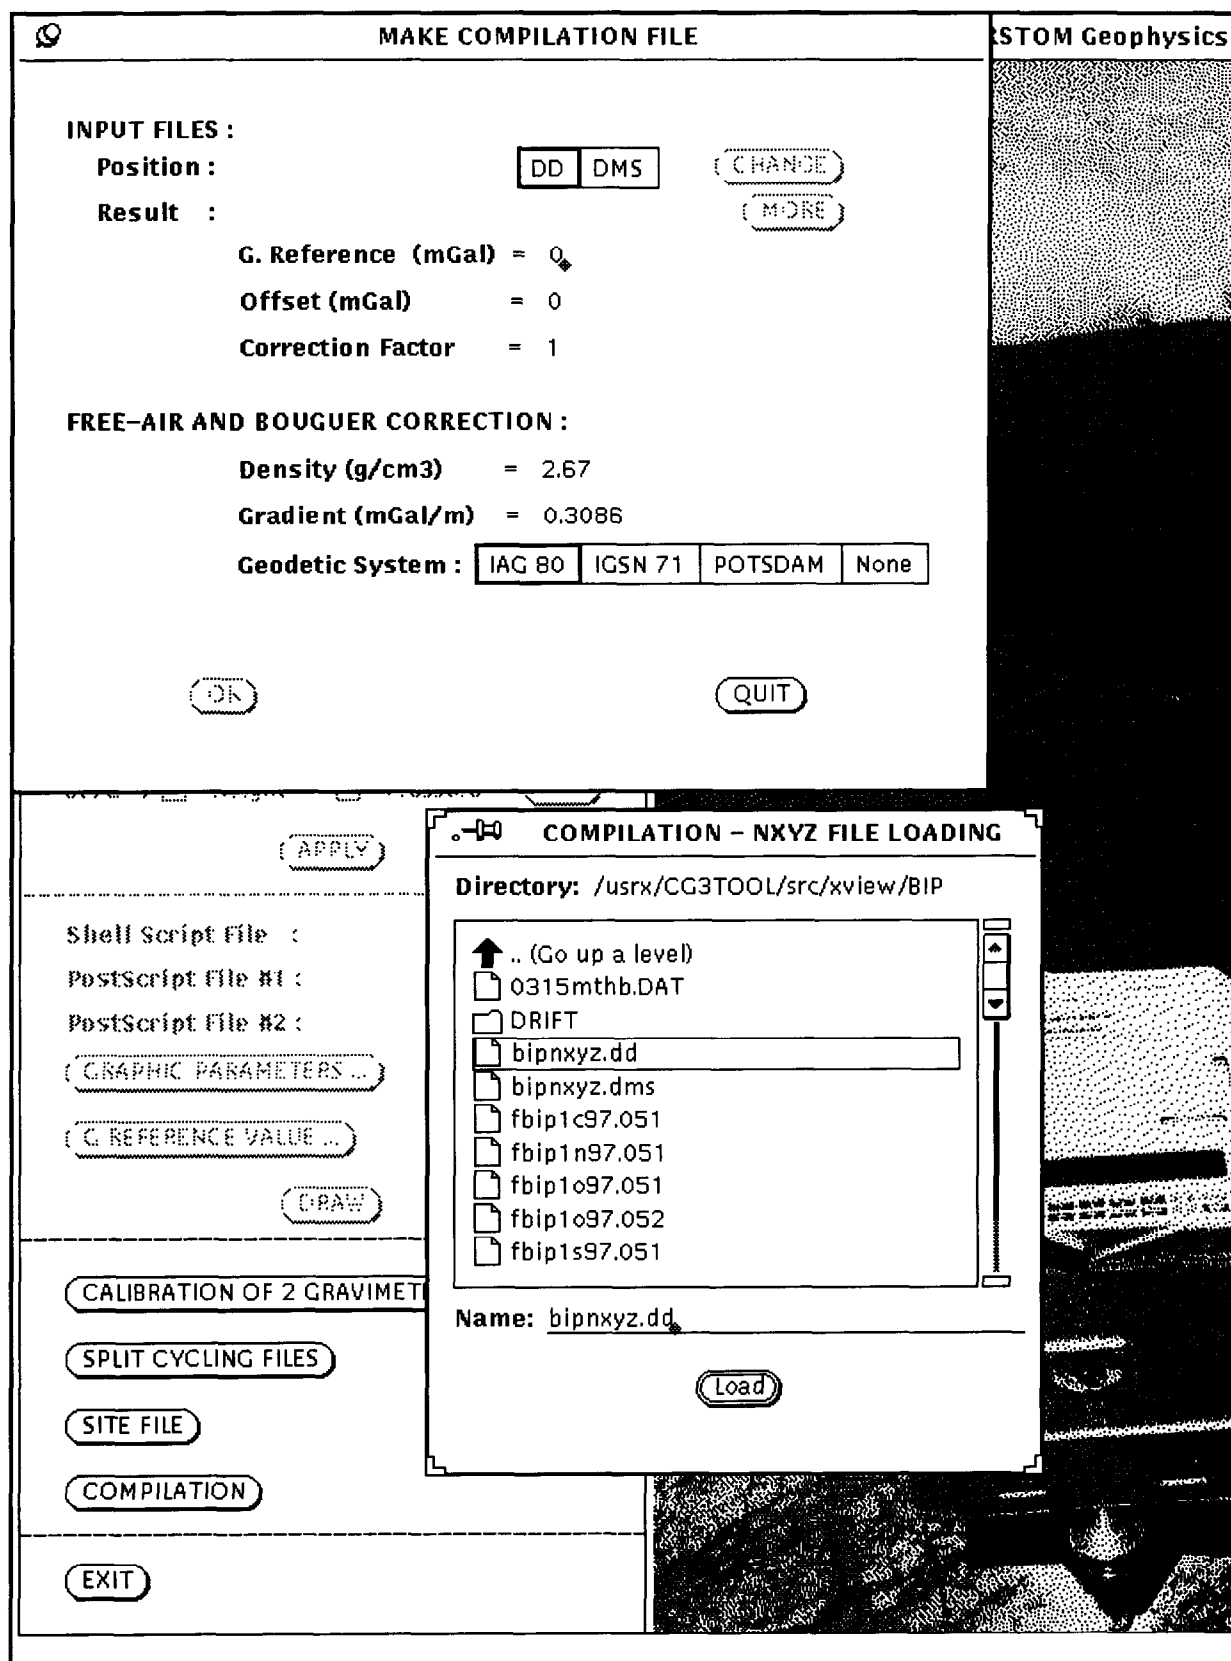 MAKE COMPILATION FILE
RSTOM Geophysics
INPUT FILES :
Position : DD DMS CHANGE
Result : MORE
G. Reference (mGal) = 0
Offset (mGal) = 0
Correction Factor = 1
FREE-AIR AND BOUGUER CORRECTION :
Density (g/cm3) = 2.67
Gradient (mGal/m) = 0.3086
Geodetic System : IAG 80 IGSN 71 POTSDAM None
OK QUIT
APPLY
Shell Script File :
PostScript File #1 :
PostScript File #2 :
GRAPHIC PARAMETERS ...
G REFERENCE VALUE ...
DRAW
CALIBRATION OF 2 GRAVIMET
SPLIT CYCLING FILES
SITE FILE
COMPILATION
EXIT
COMPILATION - NXYZ FILE LOADING
Directory: /usrx/CG3TOOL/src/xview/BIP
.. (Go up a level)
0315mthb.DAT
DRIFT
bipnxyz.dd
bipnxyz.dms
fbip1c97.051
fbip1n97.051
fbip1o97.051
fbip1o97.052
fbip1s97.051
Name: bipnxyz.dd
Load